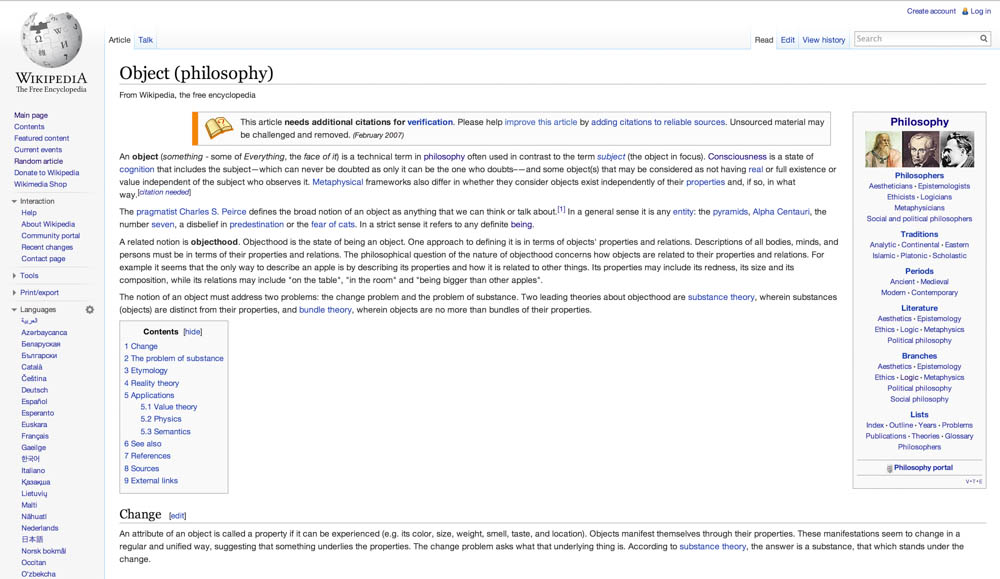 Create account Log in
WIKIPEDIA
The Free Encyclopedia
Article Talk
Read Edit View history Search
Object (philosophy)
From Wikipedia, the free encyclopedia
This article needs additional citations for verification. Please help improve this article by adding citations to reliable sources. Unsourced material may
be challenged and removed. (February 2007)
An object (something - some of Everything, the face of it) is a technical term in philosophy often used in contrast to the term subject (the object in focus). Consciousness is a state of
cognition that includes the subject—which can never be doubted as only it can be the one who doubts-—and some object(s) that may be considered as not having real or full existence or
value independent of the subject who observes it. Metaphysical frameworks also differ in whether they consider objects exist independently of their properties and, if so, in what
way.[citation needed]
The pragmatist Charles S. Peirce defines the broad notion of an object as anything that we can think or talk about.[1] In a general sense it is any entity: the pyramids, Alpha Centauri, the
number seven, a disbelief in predestination or the fear of cats. In a strict sense it refers to any definite being.
A related notion is objecthood. Objecthood is the state of being an object. One approach to defining it is in terms of objects' properties and relations. Descriptions of all bodies, minds, and
persons must be in terms of their properties and relations. The philosophical question of the nature of objecthood concerns how objects are related to their properties and relations. For
example it seems that the only way to describe an apple is by describing its properties and how it is related to other things. Its properties may include its redness, its size and its
composition, while its relations may include "on the table", "in the room" and "being bigger than other apples".
The notion of an object must address two problems: the change problem and the problem of substance. Two leading theories about objecthood are substance theory, wherein substances
(objects) are distinct from their properties, and bundle theory, wherein objects are no more than bundles of their properties.
Contents [hide]
1 Change
2 The problem of substance
3 Etymology
4 Reality theory
5 Applications
5.1 Value theory
5.2 Physics
5.3 Semantics
6 See also
7 References
8 Sources
9 External links
Change [edit]
An attribute of an object is called a property if it can be experienced (e.g. its color, size, weight, smell, taste, and location). Objects manifest themselves through their properties. These manifestations seem to change in a
regular and unified way, suggesting that something underlies the properties. The change problem asks what that underlying thing is. According to substance theory, the answer is a substance, that which stands under the
change.
Philosophy
Philosophers
Aestheticians · Epistemologists
Ethicists · Logicians
Metaphysicians
Social and political philosophers
Traditions
Analytic · Continental · Eastern
Islamic · Platonic · Scholastic
Periods
Ancient · Medieval
Modern · Contemporary
Literature
Aesthetics · Epistemology
Ethics · Logic · Metaphysics
Political philosophy
Branches
Aesthetics · Epistemology
Ethics · Logic · Metaphysics
Political philosophy
Social philosophy
Lists
Index · Outline · Years · Problems
Publications · Theories · Glossary
Philosophers
Philosophy portal
V · T · E
Main page
Contents
Featured content
Current events
Random article
Donate to Wikipedia
Wikimedia Shop
Interaction
Help
About Wikipedia
Community portal
Recent changes
Contact page
Tools
Print/export
Languages
العربية
Azərbaycanca
Беларуская
Български
Català
Čeština
Deutsch
Español
Esperanto
Euskara
Français
Gaeilge
한국어
Italiano
Қазақша
Lietuvių
Malti
Nāhuatl
Nederlands
日本語
Norsk bokmål
Occitan
O'zbekcha